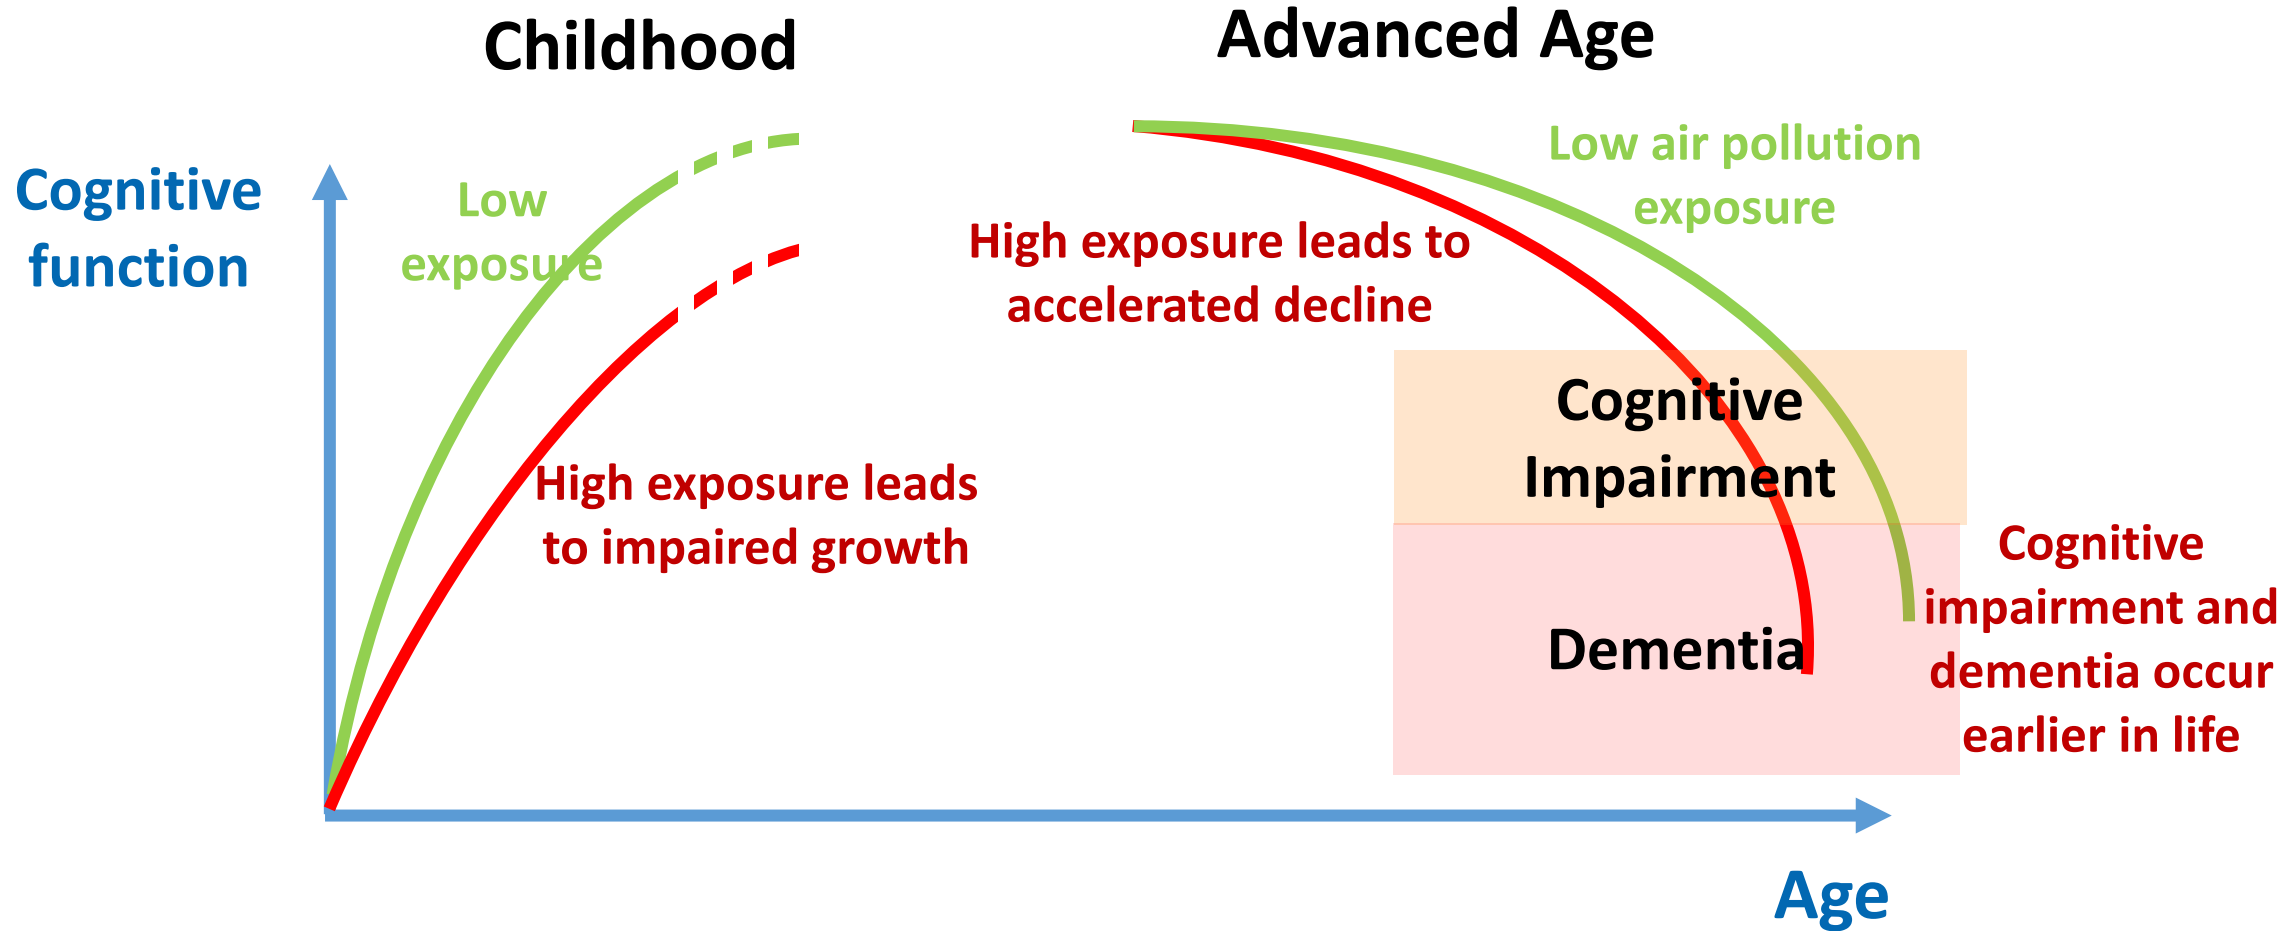 Childhood
Advanced Age
Cognitive
function
Low
exposure
High exposure leads
to impaired growth
Low air pollution
exposure
High exposure leads to
accelerated decline
Cognitive
Impairment
Dementia
Cognitive
impairment and
dementia occur
earlier in life
Age